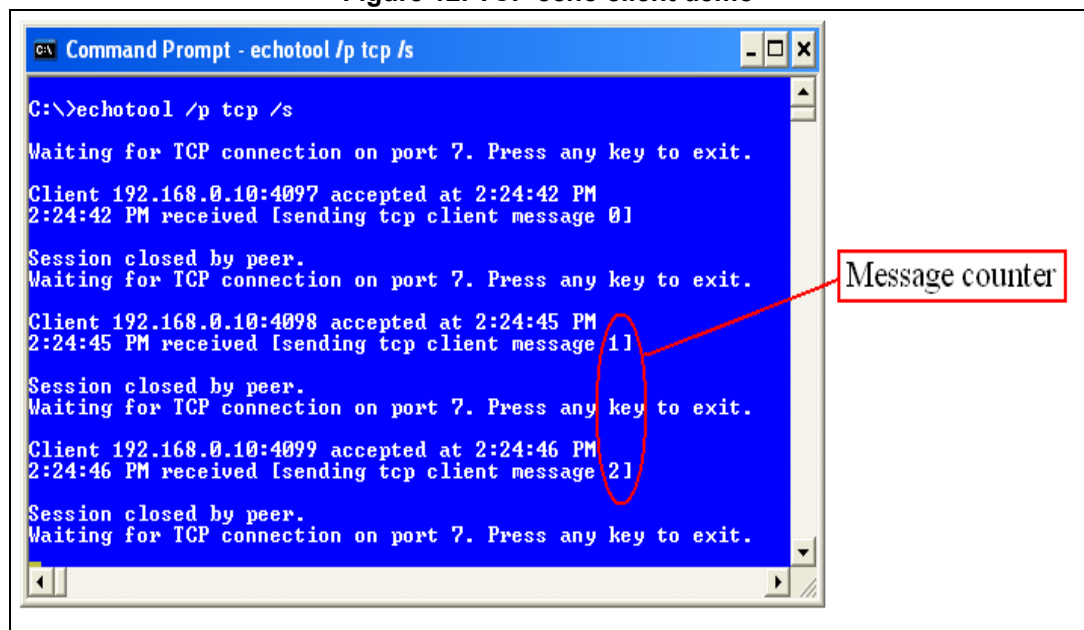 Figure 12. TCP echo client demo
Command Prompt - echotool /p tcp /s
C:\>echotool /p tcp /s
Waiting for TCP connection on port 7. Press any key to exit.
Client 192.168.0.10:4097 accepted at 2:24:42 PM
2:24:42 PM received [sending tcp client message 0]
Session closed by peer.
Waiting for TCP connection on port 7. Press any key to exit.
Client 192.168.0.10:4098 accepted at 2:24:45 PM
2:24:45 PM received [sending tcp client message 1]
Session closed by peer.
Waiting for TCP connection on port 7. Press any key to exit.
Client 192.168.0.10:4099 accepted at 2:24:46 PM
2:24:46 PM received [sending tcp client message 2]
Session closed by peer.
Waiting for TCP connection on port 7. Press any key to exit.
Message counter